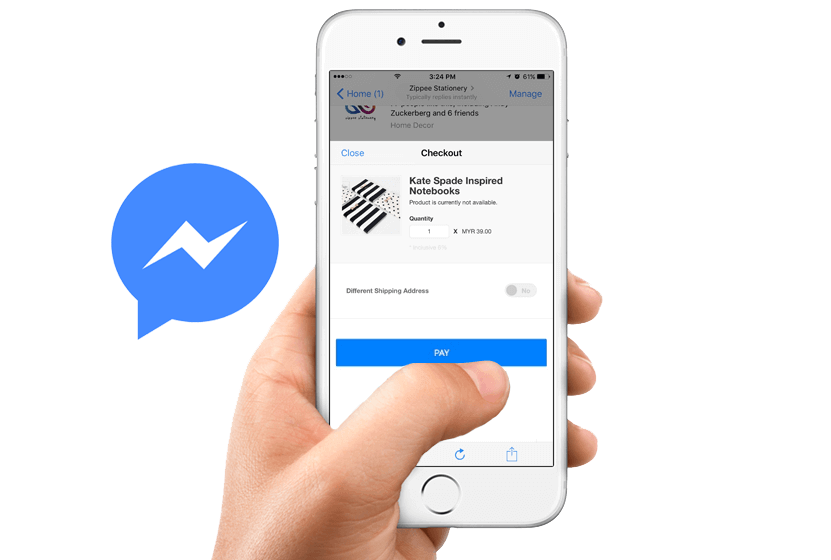 3:24 PM 61%
Home (1) Zippee Stationery Manage
Typically replies instantly
Zuckerberg and 6 friends
Home Decor
Close Checkout
Kate Spade Inspired
Notebooks
Product is currently not available.
Quantity
1 X MYR 39.00
Different Shipping Address No
PAY